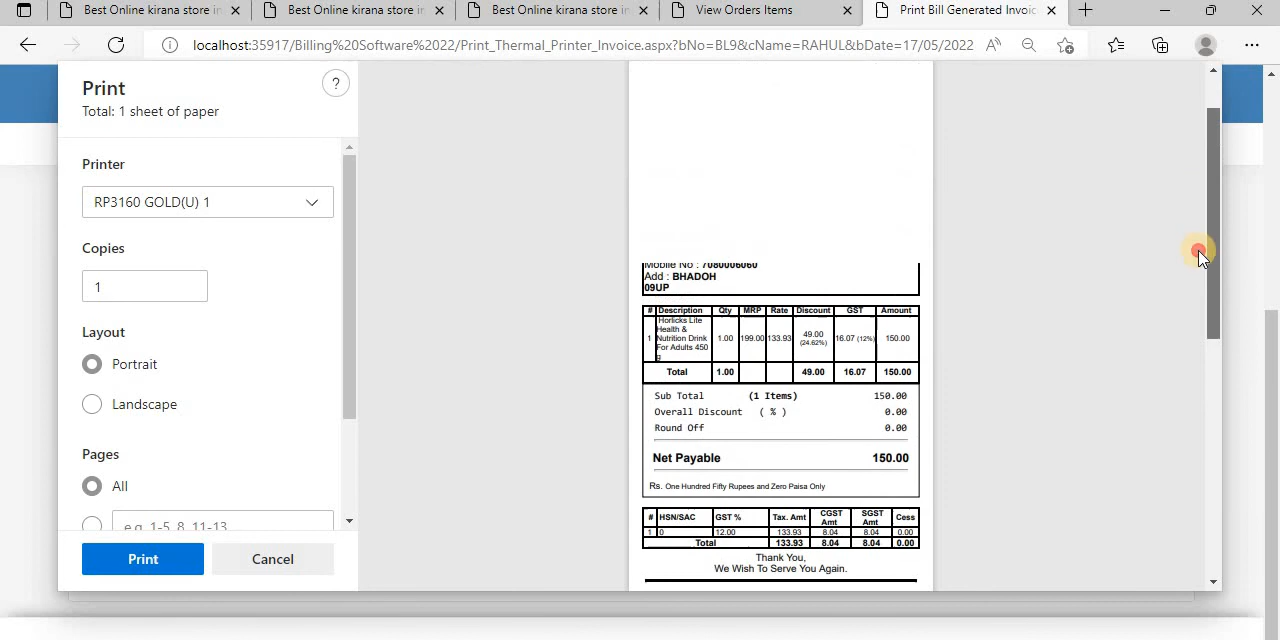 Best Online kirana store in
Best Online kirana store in
Best Online kirana store in
View Orders Items
Print Bill Generated Invoic
localhost:35917/Billing%20Software%2022/Print_Thermal_Printer_Invoice.aspx?bNo=BL9&cName=RAHUL&bDate=17/05/2022
Print
?
Total: 1 sheet of paper
Printer
RP3160 GOLD(U) 1
Copies
1
Layout
Portrait
Landscape
Pages
All
e.g. 1-5, 8, 11-13
Print
Cancel
Mobile No : 7080006060
Add : BHADOH
09UP
# Description Qty MRP Rate Discount GST Amount
1 Horlicks Lite Health & Nutrition Drink For Adults 450 g 1.00 199.00 133.93 49.00 (24.62%) 16.07 (12%) 150.00
Total 1.00 49.00 16.07 150.00
Sub Total (1 Items) 150.00
Overall Discount ( % ) 0.00
Round Off 0.00
Net Payable 150.00
Rs. One Hundred Fifty Rupees and Zero Paisa Only
# HSN/SAC GST % Tax. Amt CGST Amt SGST Amt Cess
1 0 12.00 133.93 8.04 8.04 0.00
Total 133.93 8.04 8.04 0.00
Thank You,
We Wish To Serve You Again.